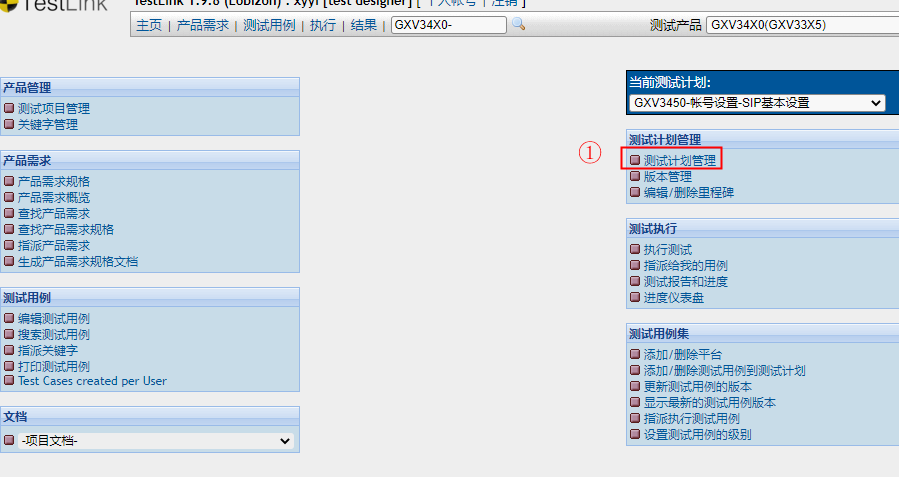 TestLink
TestLink 1.9.8 (Lobizon) : xyyf [test designer] [ 个人帐号 | 注销 ]
主页 | 产品需求 | 测试用例 | 执行 | 结果 | GXV34X0-
测试产品 GXV34X0(GXV33X5)
产品管理
测试项目管理
关键字管理
产品需求
产品需求规格
产品需求概览
查找产品需求
查找产品需求规格
指派产品需求
生成产品需求规格文档
测试用例
编辑测试用例
搜索测试用例
指派关键字
打印测试用例
Test Cases created per User
文档
-项目文档-
当前测试计划:
GXV3450-帐号设置-SIP基本设置
测试计划管理
① 测试计划管理
版本管理
编辑/删除里程碑
测试执行
执行测试
指派给我的用例
测试报告和进度
进度仪表盘
测试用例集
添加/删除平台
添加/删除测试用例到测试计划
更新测试用例的版本
显示最新的测试用例版本
指派执行测试用例
设置测试用例的级别